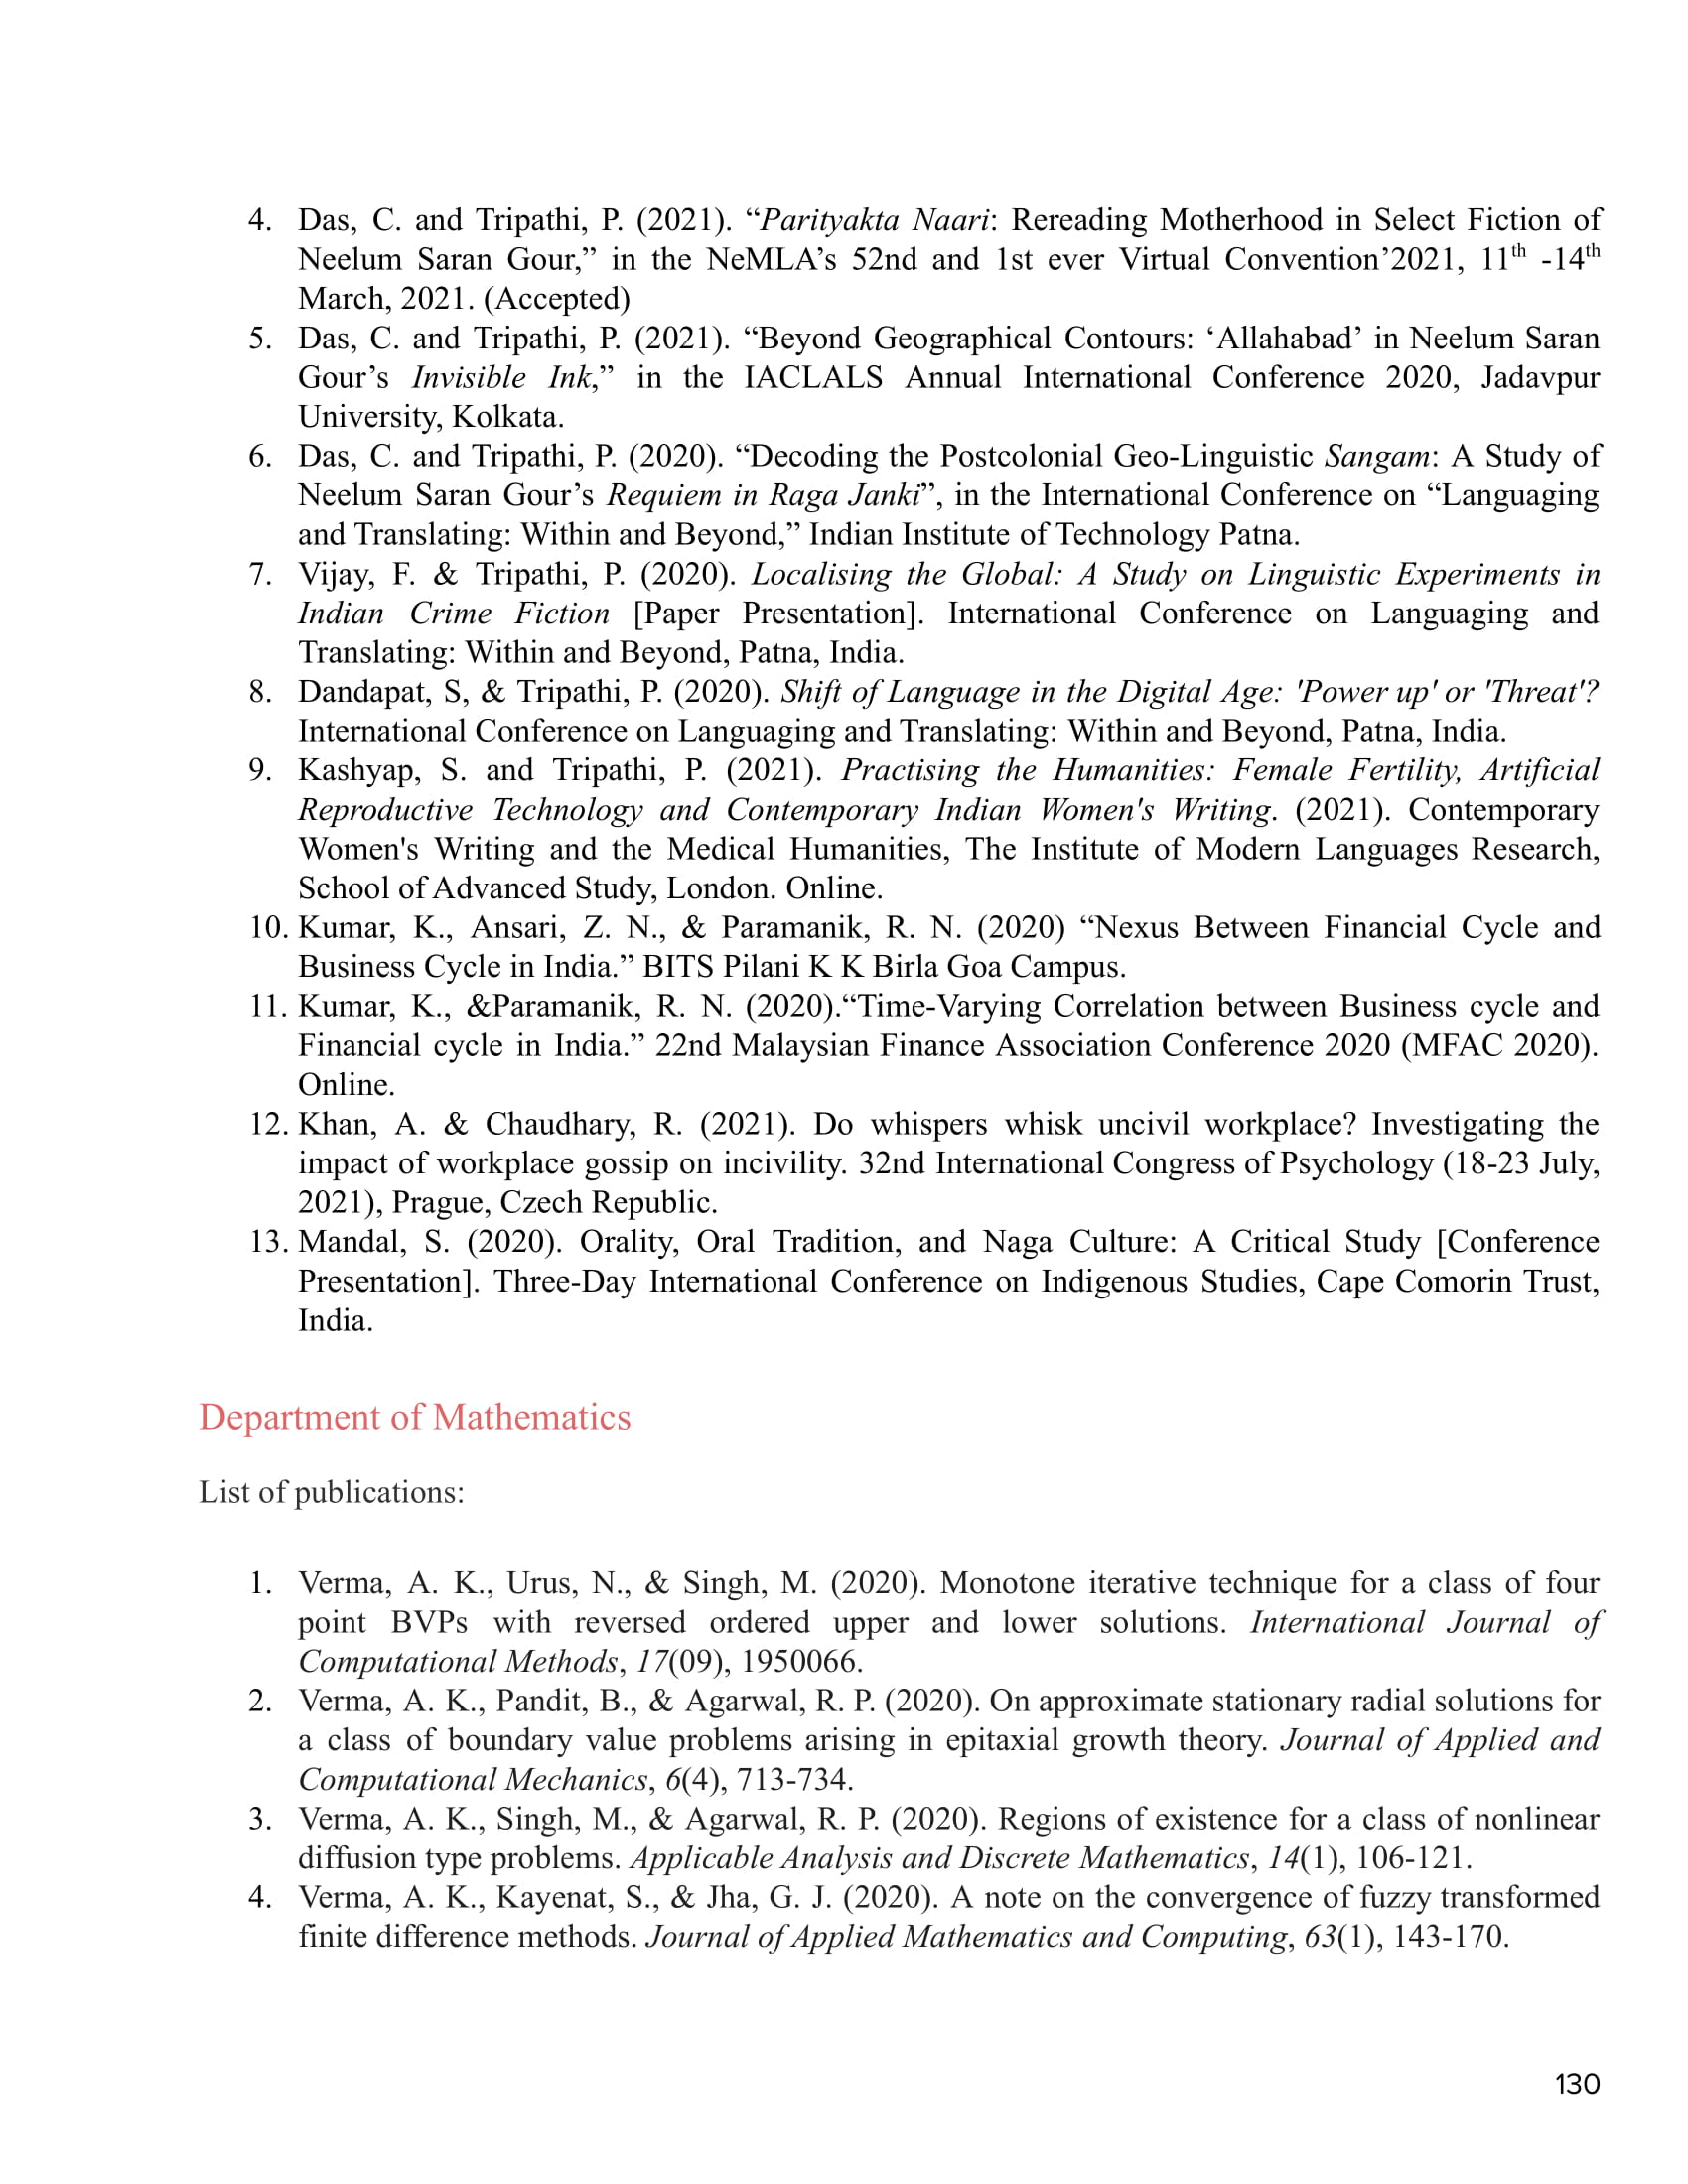 4. Das, C. and Tripathi, P. (2021). “Parityakta Naari: Rereading Motherhood in Select Fiction of
Neelum Saran Gour,” in the NeMLA’s 52nd and 1st ever Virtual Convention’2021, 11th -14th
March, 2021. (Accepted)
5. Das, C. and Tripathi, P. (2021). “Beyond Geographical Contours: ‘Allahabad’ in Neelum Saran
Gour’s Invisible Ink,” in the IACLALS Annual International Conference 2020, Jadavpur
University, Kolkata.
6. Das, C. and Tripathi, P. (2020). “Decoding the Postcolonial Geo-Linguistic Sangam: A Study of
Neelum Saran Gour’s Requiem in Raga Janki”, in the International Conference on “Languaging
and Translating: Within and Beyond,” Indian Institute of Technology Patna.
7. Vijay, F. & Tripathi, P. (2020). Localising the Global: A Study on Linguistic Experiments in
Indian Crime Fiction [Paper Presentation]. International Conference on Languaging and
Translating: Within and Beyond, Patna, India.
8. Dandapat, S, & Tripathi, P. (2020). Shift of Language in the Digital Age: 'Power up' or 'Threat'?
International Conference on Languaging and Translating: Within and Beyond, Patna, India.
9. Kashyap, S. and Tripathi, P. (2021). Practising the Humanities: Female Fertility, Artificial
Reproductive Technology and Contemporary Indian Women's Writing. (2021). Contemporary
Women's Writing and the Medical Humanities, The Institute of Modern Languages Research,
School of Advanced Study, London. Online.
10. Kumar, K., Ansari, Z. N., & Paramanik, R. N. (2020) “Nexus Between Financial Cycle and
Business Cycle in India.” BITS Pilani K K Birla Goa Campus.
11. Kumar, K., &Paramanik, R. N. (2020).“Time-Varying Correlation between Business cycle and
Financial cycle in India.” 22nd Malaysian Finance Association Conference 2020 (MFAC 2020).
Online.
12. Khan, A. & Chaudhary, R. (2021). Do whispers whisk uncivil workplace? Investigating the
impact of workplace gossip on incivility. 32nd International Congress of Psychology (18-23 July,
2021), Prague, Czech Republic.
13. Mandal, S. (2020). Orality, Oral Tradition, and Naga Culture: A Critical Study [Conference
Presentation]. Three-Day International Conference on Indigenous Studies, Cape Comorin Trust,
India.
Department of Mathematics
List of publications:
1. Verma, A. K., Urus, N., & Singh, M. (2020). Monotone iterative technique for a class of four
point BVPs with reversed ordered upper and lower solutions. International Journal of
Computational Methods, 17(09), 1950066.
2. Verma, A. K., Pandit, B., & Agarwal, R. P. (2020). On approximate stationary radial solutions for
a class of boundary value problems arising in epitaxial growth theory. Journal of Applied and
Computational Mechanics, 6(4), 713-734.
3. Verma, A. K., Singh, M., & Agarwal, R. P. (2020). Regions of existence for a class of nonlinear
diffusion type problems. Applicable Analysis and Discrete Mathematics, 14(1), 106-121.
4. Verma, A. K., Kayenat, S., & Jha, G. J. (2020). A note on the convergence of fuzzy transformed
finite difference methods. Journal of Applied Mathematics and Computing, 63(1), 143-170.
130